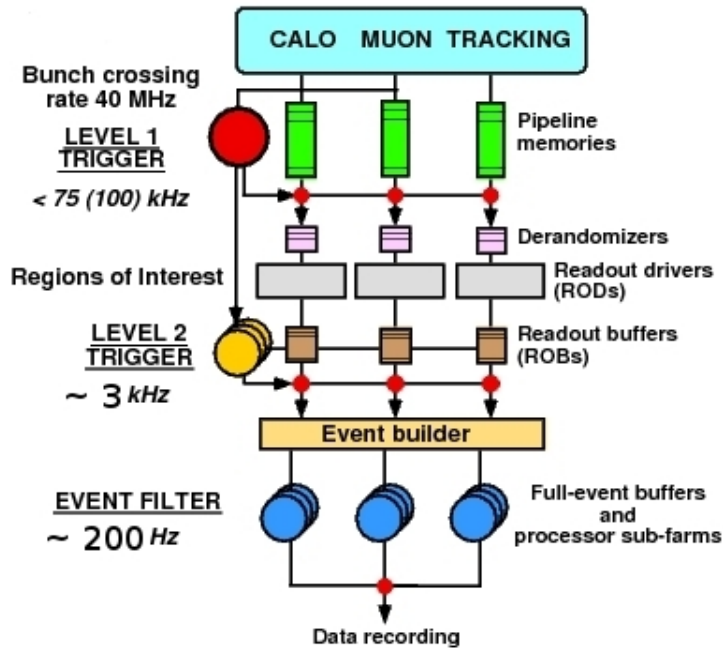 CALO MUON TRACKING
Bunch crossing
rate 40 MHz
LEVEL 1
TRIGGER
< 75 (100) kHz
Pipeline
memories
Derandomizers
Regions of Interest
Readout drivers
(RODs)
LEVEL 2
TRIGGER
~ 3 kHz
Readout buffers
(ROBs)
Event builder
EVENT FILTER
~ 200 Hz
Full-event buffers
and
processor sub-farms
Data recording